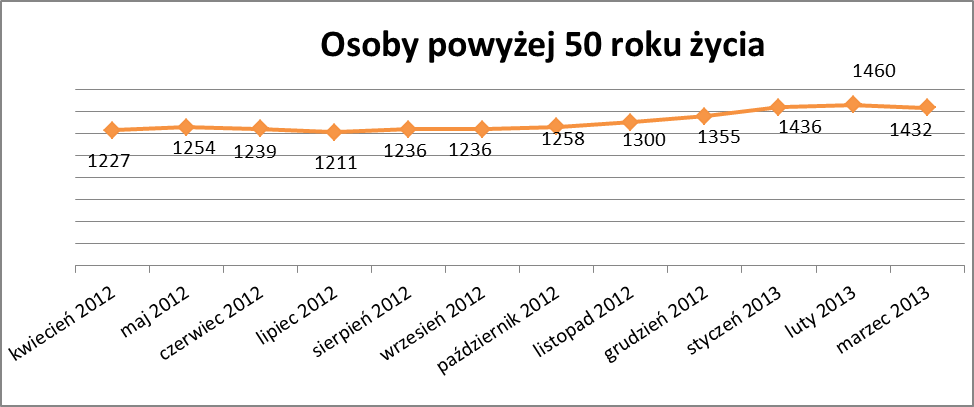 Osoby powyżej 50 roku życia
1227
1254
1239
1211
1236
1236
1258
1300
1355
1436
1460
1432
kwiecień 2012
maj 2012
czerwiec 2012
lipiec 2012
sierpień 2012
wrzesień 2012
październik 2012
listopad 2012
grudzień 2012
styczeń 2013
luty 2013
marzec 2013